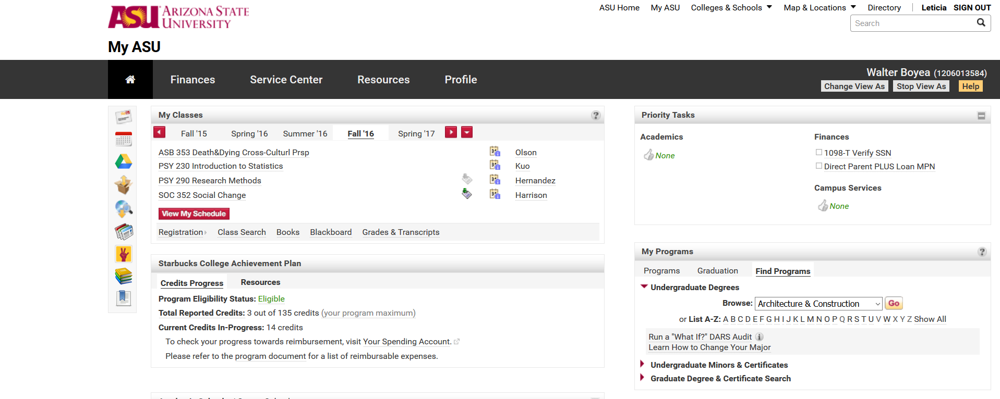 ASU ARIZONA STATE UNIVERSITY
ASU Home My ASU Colleges & Schools Map & Locations Directory Leticia SIGN OUT
Search
My ASU
Finances Service Center Resources Profile
Walter Boyea (1206013584)
Change View As Stop View As Help
My Classes
Fall '15 Spring '16 Summer '16 Fall '16 Spring '17
ASB 353 Death&Dying Cross-Culturl Prsp Olson
PSY 230 Introduction to Statistics Kuo
PSY 290 Research Methods Hernandez
SOC 352 Social Change Harrison
View My Schedule
Registration Class Search Books Blackboard Grades & Transcripts
Starbucks College Achievement Plan
Credits Progress Resources
Program Eligibility Status: Eligible
Total Reported Credits: 3 out of 135 credits (your program maximum)
Current Credits In-Progress: 14 credits
To check your progress towards reimbursement, visit Your Spending Account.
Please refer to the program document for a list of reimbursable expenses.
Priority Tasks
Academics
None
Finances
1098-T Verify SSN
Direct Parent PLUS Loan MPN
Campus Services
None
My Programs
Programs Graduation Find Programs
Undergraduate Degrees
Browse: Architecture & Construction Go
or List A-Z: A B C D E F G H I J K L M N O P Q R S T U V W X Y Z Show All
Run a "What If?" DARS Audit
Learn How to Change Your Major
Undergraduate Minors & Certificates
Graduate Degree & Certificate Search